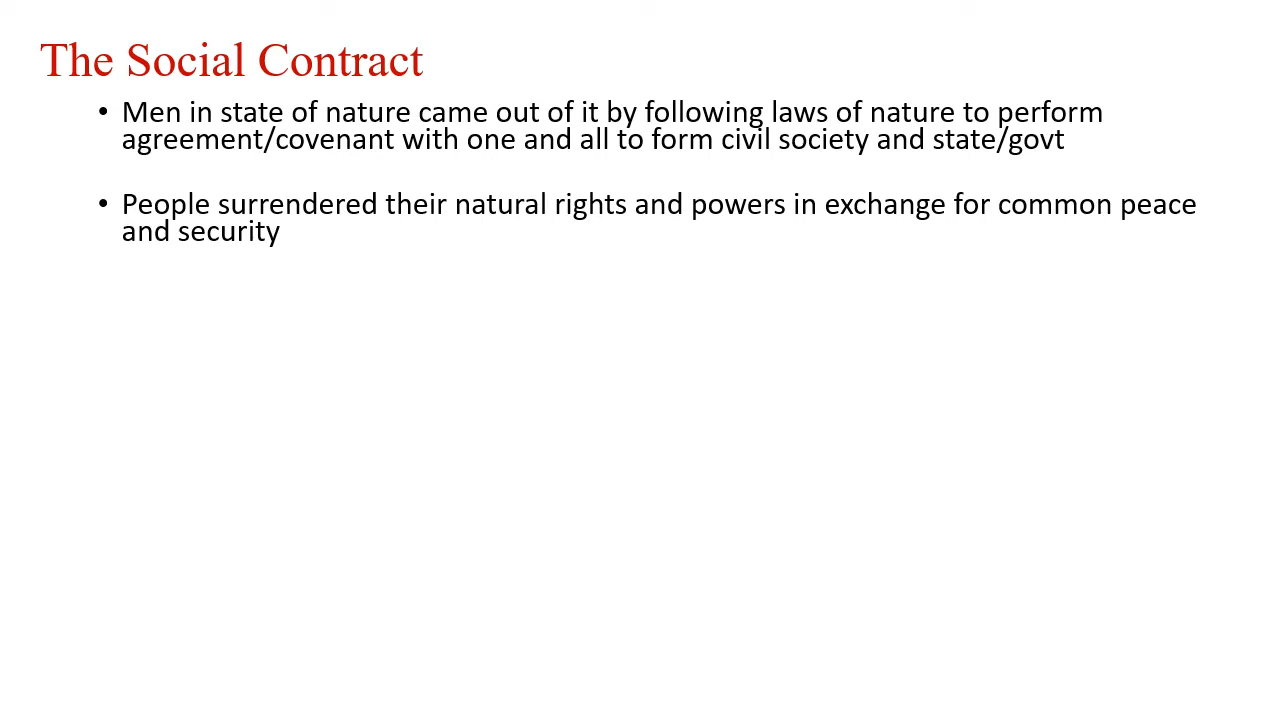 The Social Contract
• Men in state of nature came out of it by following laws of nature to perform
agreement/covenant with one and all to form civil society and state/govt
• People surrendered their natural rights and powers in exchange for common peace
and security